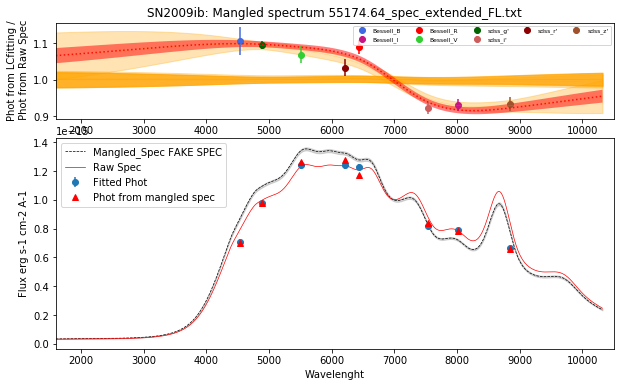 SN2009ib: Mangled spectrum 55174.64_spec_extended_FL.txt
Phot from LCfitting /
Phot from Raw Spec
1.1
1.0
0.9
Bessell_B
Bessell_I
Bessell_R
Bessell_V
sdss_g'
sdss_i'
sdss_r'
sdss_z'
2000 3000 4000 5000 6000 7000 8000 9000 10000
Flux erg s-1 cm-2 A-1
1.4
1.2
1.0
0.8
0.6
0.4
0.2
0.0
Mangled_Spec FAKE SPEC
Raw Spec
Fitted Phot
Phot from mangled spec
2000 3000 4000 5000 6000 7000 8000 9000 10000
Wavelenght